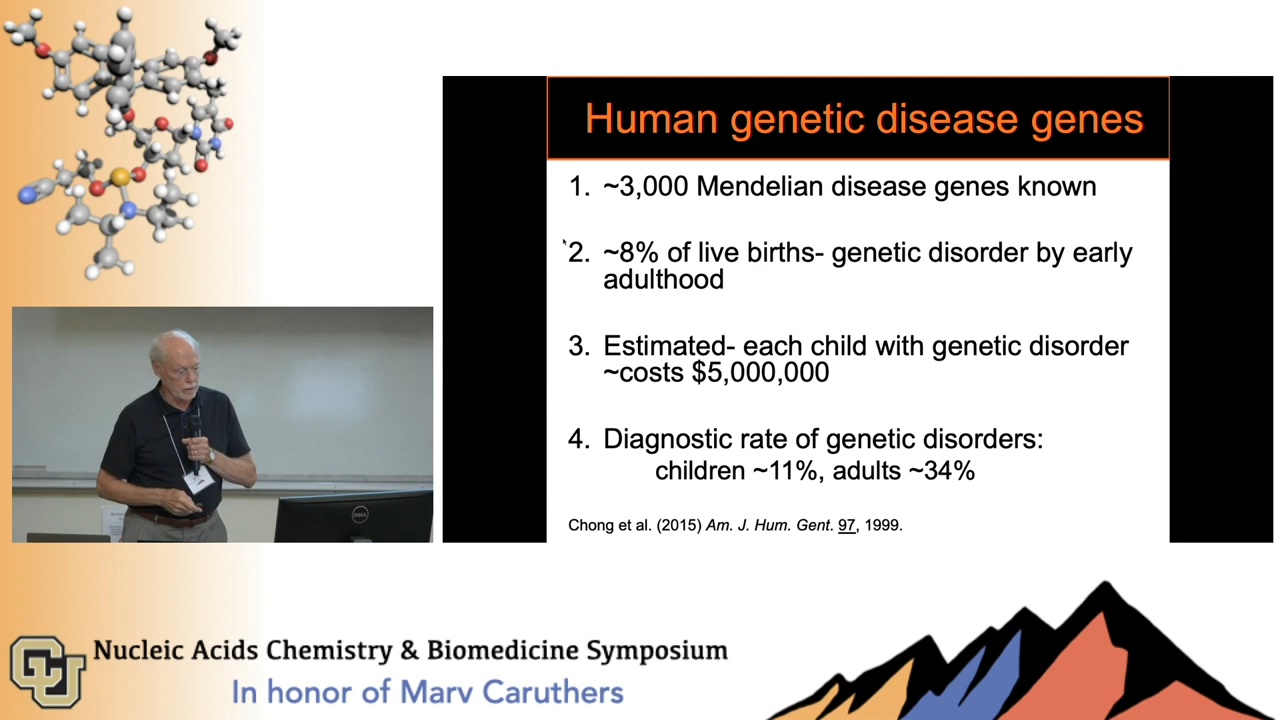 Human genetic disease genes
1. ~3,000 Mendelian disease genes known
2. ~8% of live births- genetic disorder by early
adulthood
3. Estimated- each child with genetic disorder
~costs $5,000,000
4. Diagnostic rate of genetic disorders:
children ~11%, adults ~34%
Chong et al. (2015) Am. J. Hum. Gent. 97, 1999.
DELL
CU
Nucleic Acids Chemistry & Biomedicine Symposium
In honor of Marv Caruthers